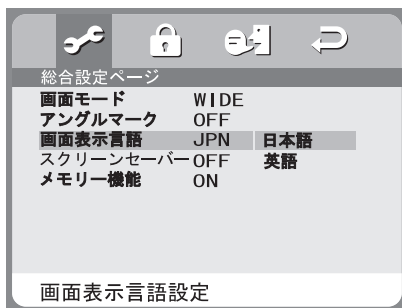 総合設定ページ
画面モード WIDE
アングルマーク OFF
画面表示言語 JPN 日本語
スクリーンセーバー OFF 英語
メモリー機能 ON
画面表示言語設定